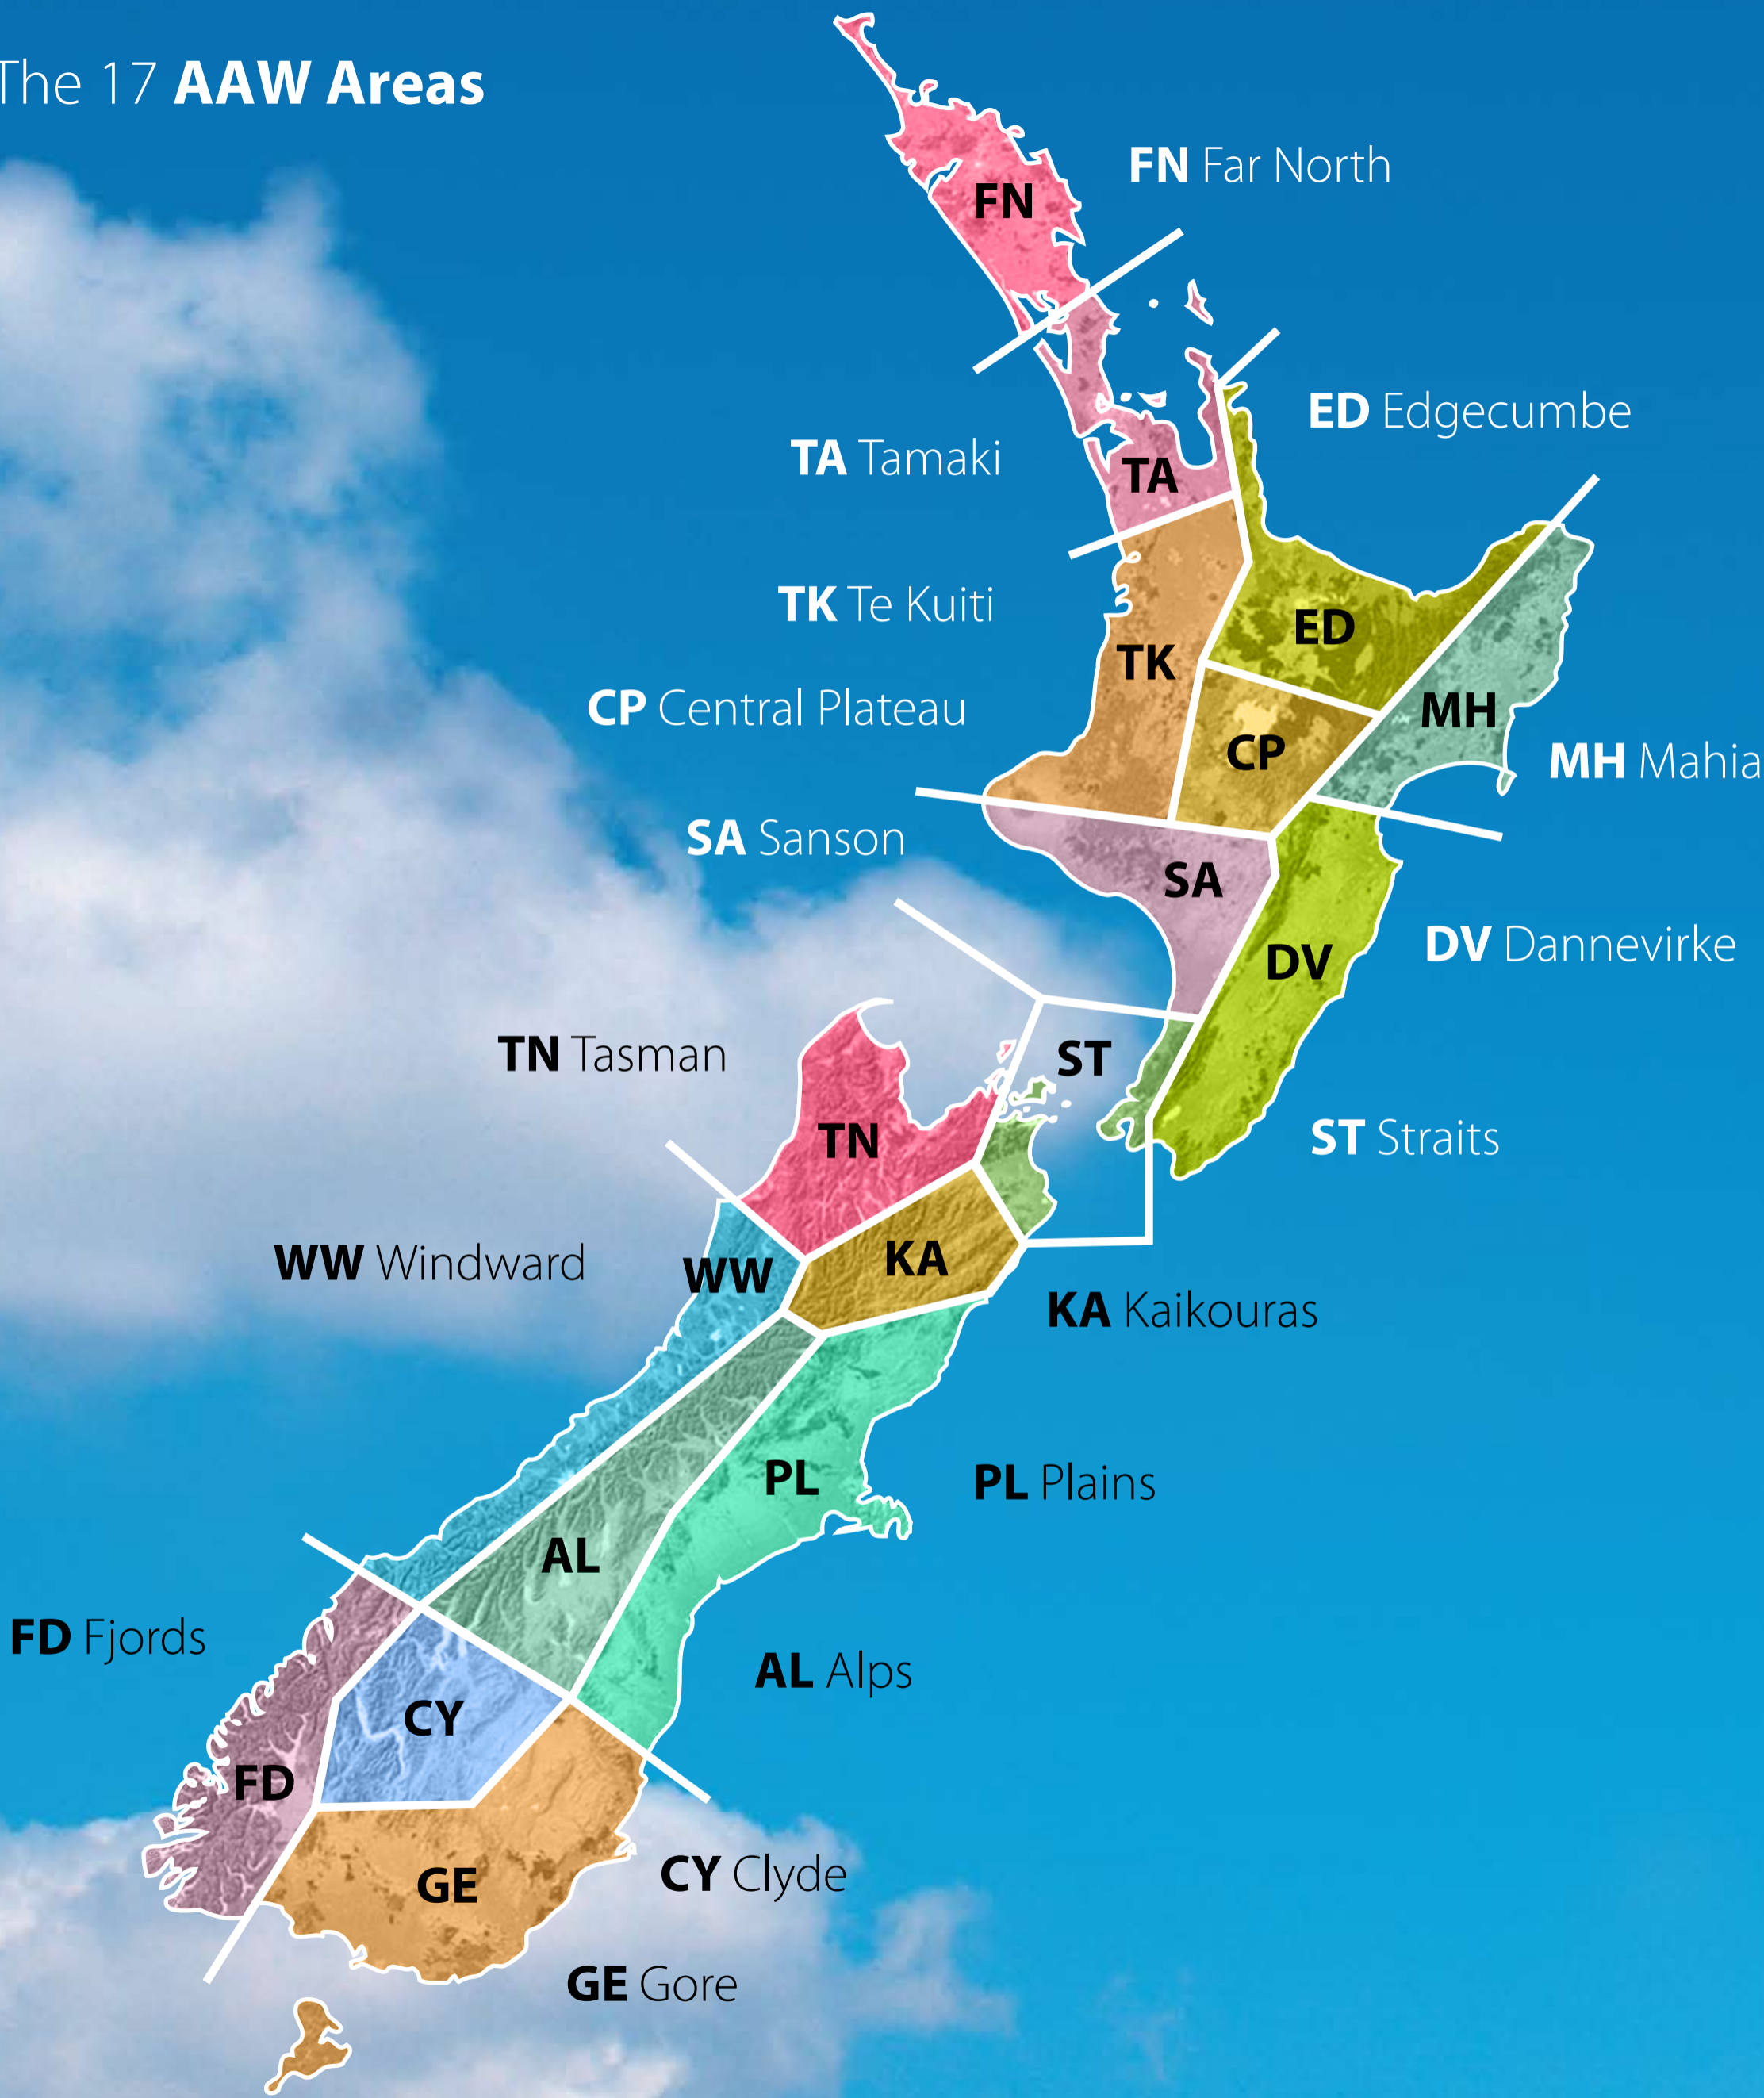 The 17 AAW Areas
FN Far North
FN
ED Edgecumbe
TA Tamaki
TA
TK Te Kuiti
ED
TK
CP Central Plateau
MH
CP
MH Mahia
SA Sanson
SA
DV Dannevirke
DV
TN Tasman
ST
TN
ST Straits
WW Windward
WW
KA
KA Kaikouras
PL
PL Plains
AL
FD Fjords
AL Alps
CY
FD
CY Clyde
GE
GE Gore